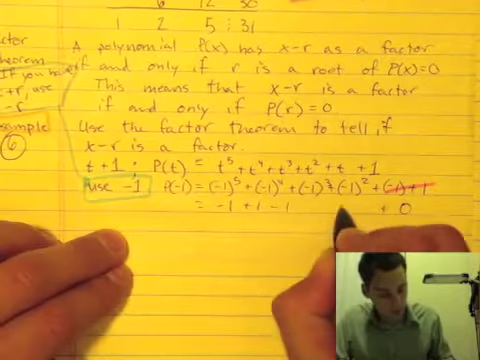 6 12 30
1 2 5 31
A polynomial P(x) has x-r as a factor
if and only if r is a root of P(x)=0
theorem
If you have
+r, use
-r
This means that x-r is a factor
if and only if P(r)=0
example
6
Use the factor theorem to tell if
x-r is a factor.
t+1 : P(t) = t⁵ + t⁴ + t³ + t² + t + 1
use -1 P(-1) = (-1)⁵ + (-1)⁴ + (-1)³ + (-1)² + (-1) + 1
= -1 + 1 - 1 + 0